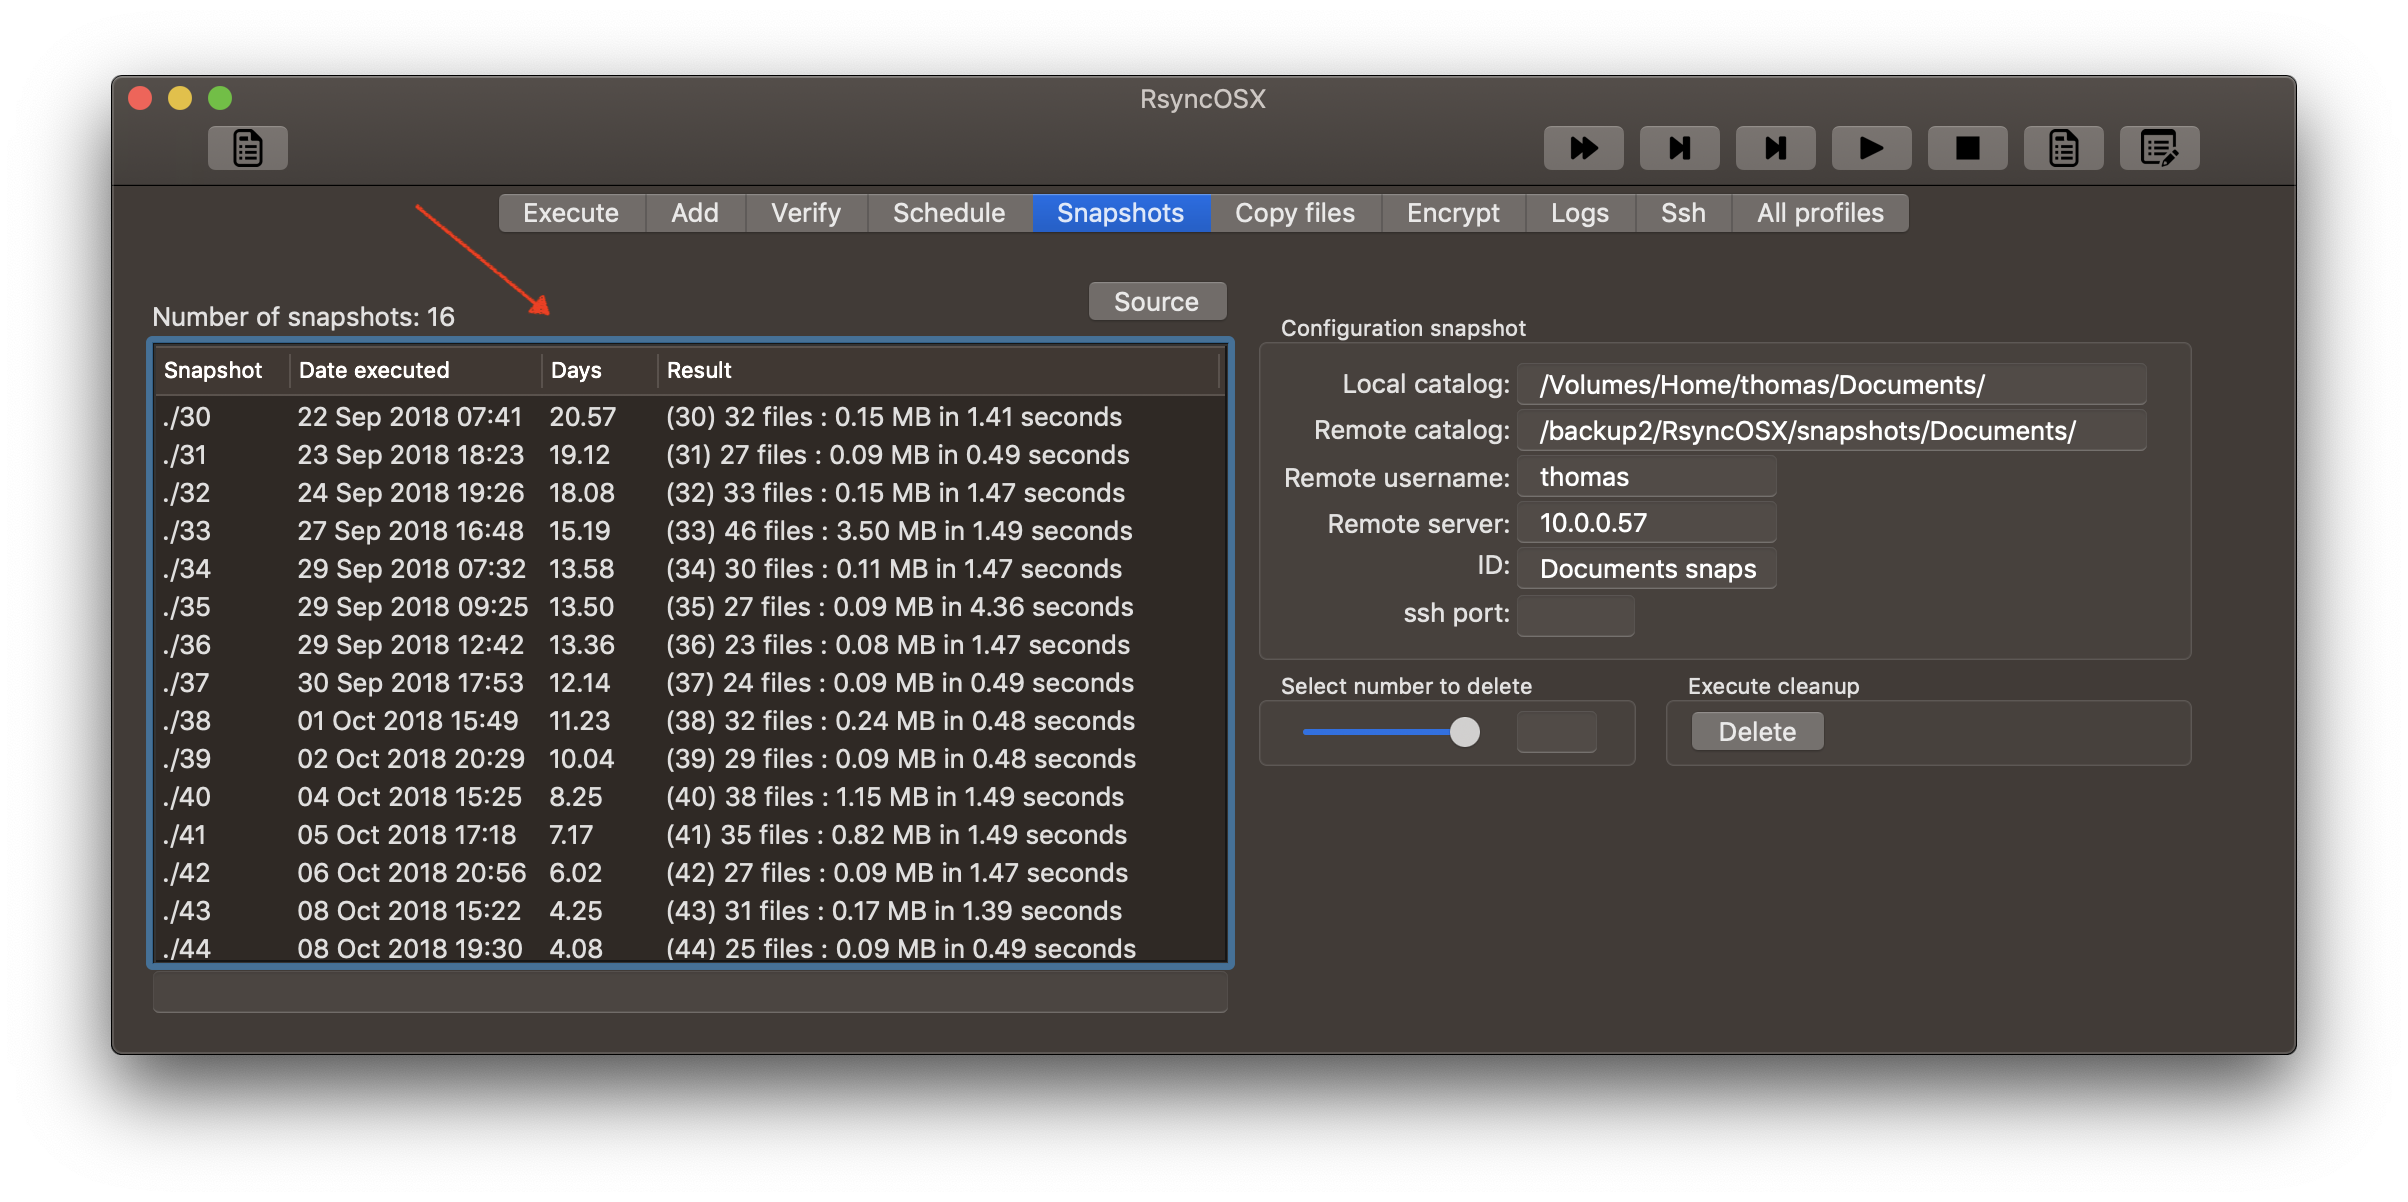 RsyncOSX
Execute Add Verify Schedule Snapshots Copy files Encrypt Logs Ssh All profiles
Number of snapshots: 16
Source
Snapshot Date executed Days Result
./30 22 Sep 2018 07:41 20.57 (30) 32 files : 0.15 MB in 1.41 seconds
./31 23 Sep 2018 18:23 19.12 (31) 27 files : 0.09 MB in 0.49 seconds
./32 24 Sep 2018 19:26 18.08 (32) 33 files : 0.15 MB in 1.47 seconds
./33 27 Sep 2018 16:48 15.19 (33) 46 files : 3.50 MB in 1.49 seconds
./34 29 Sep 2018 07:32 13.58 (34) 30 files : 0.11 MB in 1.47 seconds
./35 29 Sep 2018 09:25 13.50 (35) 27 files : 0.09 MB in 4.36 seconds
./36 29 Sep 2018 12:42 13.36 (36) 23 files : 0.08 MB in 1.47 seconds
./37 30 Sep 2018 17:53 12.14 (37) 24 files : 0.09 MB in 0.49 seconds
./38 01 Oct 2018 15:49 11.23 (38) 32 files : 0.24 MB in 0.48 seconds
./39 02 Oct 2018 20:29 10.04 (39) 29 files : 0.09 MB in 0.48 seconds
./40 04 Oct 2018 15:25 8.25 (40) 38 files : 1.15 MB in 1.49 seconds
./41 05 Oct 2018 17:18 7.17 (41) 35 files : 0.82 MB in 1.49 seconds
./42 06 Oct 2018 20:56 6.02 (42) 27 files : 0.09 MB in 1.47 seconds
./43 08 Oct 2018 15:22 4.25 (43) 31 files : 0.17 MB in 1.39 seconds
./44 08 Oct 2018 19:30 4.08 (44) 25 files : 0.09 MB in 0.49 seconds
Configuration snapshot
Local catalog: /Volumes/Home/thomas/Documents/
Remote catalog: /backup2/RsyncOSX/snapshots/Documents/
Remote username: thomas
Remote server: 10.0.0.57
ID: Documents snaps
ssh port:
Select number to delete
Execute cleanup
Delete